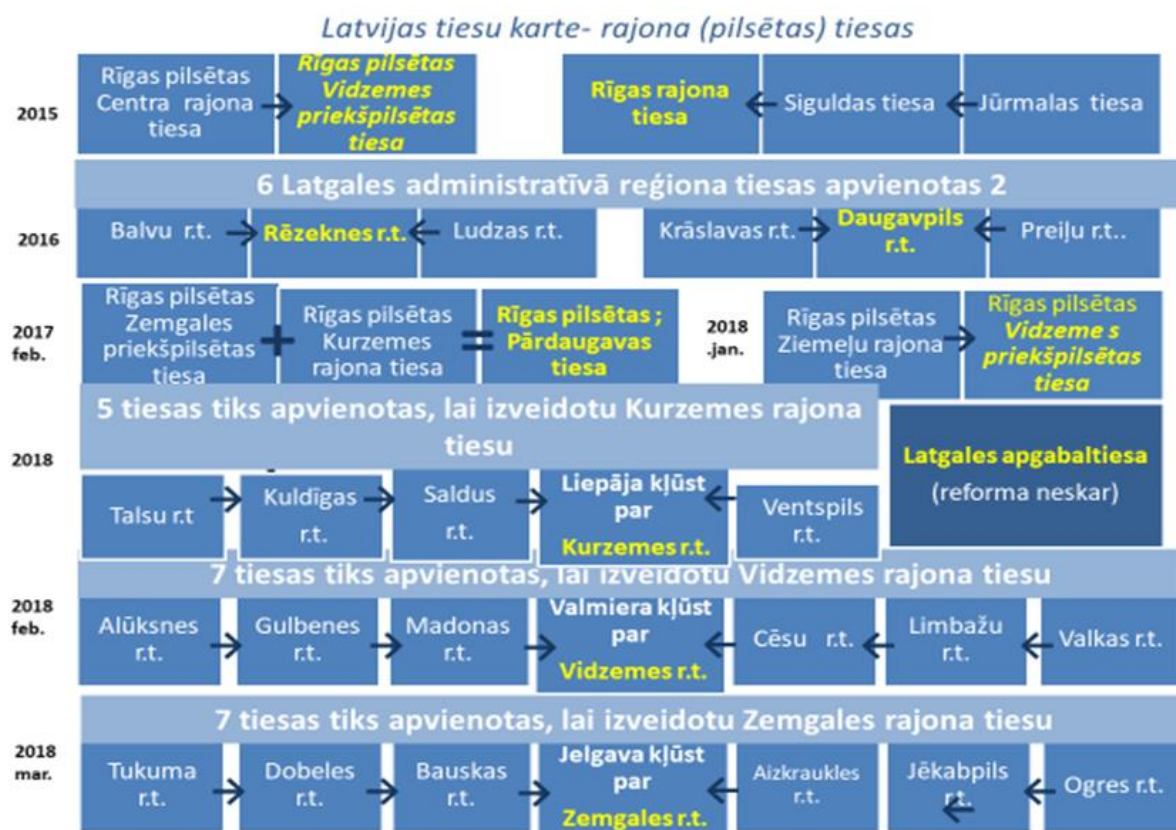 Latvijas tiesu karte- rajona (pilsētas) tiesas
2015
Rīgas pilsētas
Centra rajona
tiesa
Rīgas pilsētas
Vidzemes
priekšpilsētas
tiesa
Rīgas rajona
tiesa
Siguldas tiesa
Jūrmalas tiesa
6 Latgales administratīvā reģiona tiesas apvienotas 2
2016
Balvu r.t.
Rēzeknes r.t.
Ludzas r.t.
Krāslavas r.t.
Daugavpils
r.t.
Preiļu r.t..
2017
feb.
Rīgas pilsētas
Zemgales
priekšpilsētas
tiesa
+
Rīgas pilsētas
Kurzemes
rajona tiesa
=
Rīgas pilsētas ;
Pārdaugavas
tiesa
2018
.jan.
Rīgas pilsētas
Ziemeļu rajona
tiesa
Rīgas pilsētas
Vidzeme s
priekšpilsētas
tiesa
5 tiesas tiks apvienotas, lai izveidotu Kurzemes rajona
tiesu
2018
Talsu r.t
Kuldīgas
r.t.
Saldus
r.t.
Liepāja kļūst
par
Kurzemes r.t.
Ventspils
r.t.
Latgales apgabaltiesa
(reforma neskar)
7 tiesas tiks apvienotas, lai izveidotu Vidzemes rajona tiesu
2018
feb.
Alūksnes
r.t.
Gulbenes
r.t.
Madonas
r.t.
Valmiera kļūst
par
Vidzemes r.t.
Cēsu r.t.
Limbažu
r.t.
Valkas r.t.
7 tiesas tiks apvienotas, lai izveidotu Zemgales rajona tiesu
2018
mar.
Tukuma
r.t.
Dobeles
r.t.
Bauskas
r.t.
Jelgava kļūst
par
Zemgales r.t.
Aizkraukles
r.t.
Jēkabpils
r.t.
Ogres r.t.